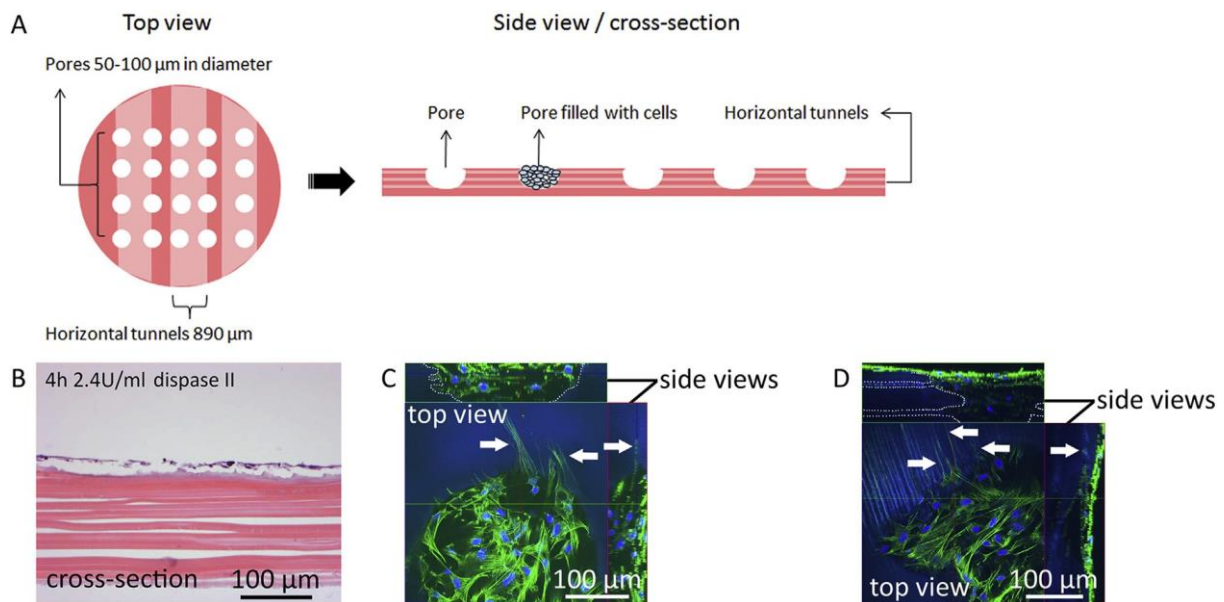 A
Top view
Side view / cross-section
Pores 50-100 μm in diameter
Pore
Pore filled with cells
Horizontal tunnels
Horizontal tunnels 890 μm
B
4h 2.4U/ml dispase II
cross-section
100 μm
C
side views
top view
100 μm
D
side views
top view
100 μm